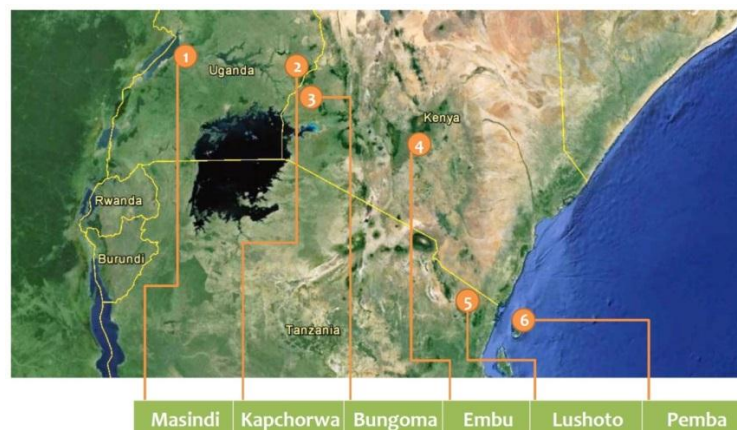 1
Uganda
2
3
Kenya
4
Rwanda
Burundi
5
6
Tanzania
Masindi Kapchorwa Bungoma Embu Lushoto Pemba